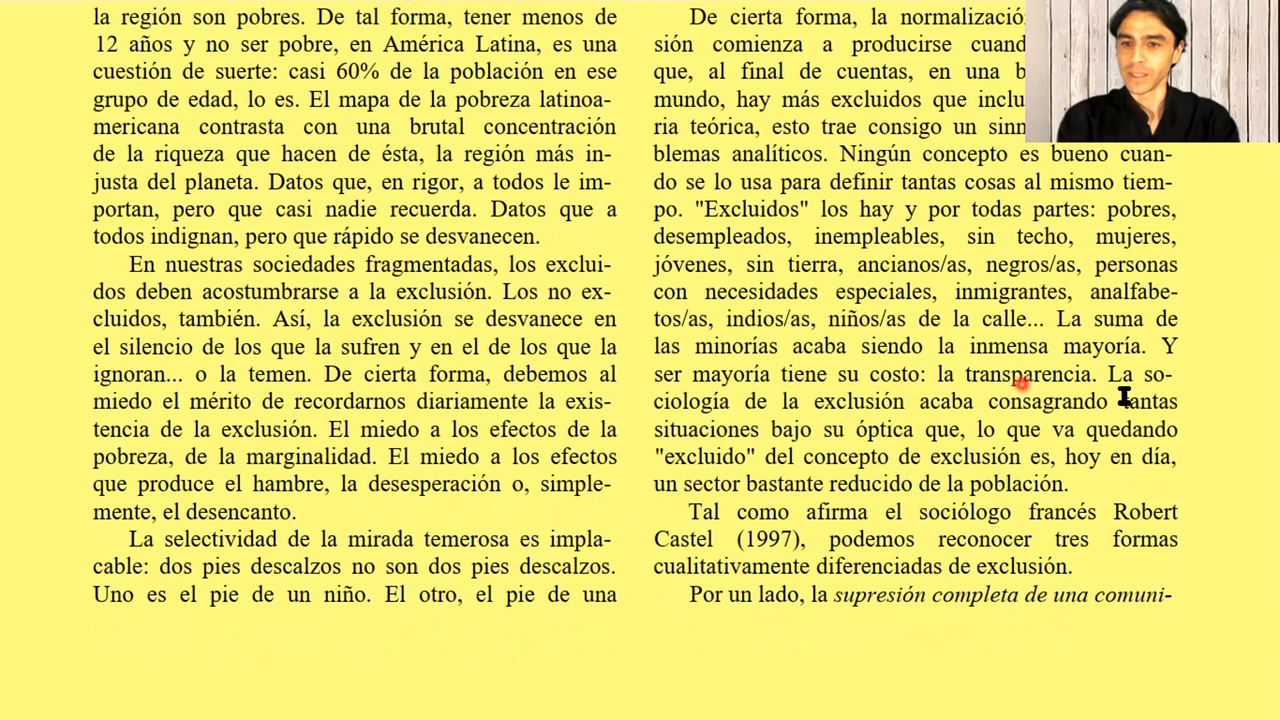 la región son pobres. De tal forma, tener menos de
12 años y no ser pobre, en América Latina, es una
cuestión de suerte: casi 60% de la población en ese
grupo de edad, lo es. El mapa de la pobreza latinoa-
mericana contrasta con una brutal concentración
de la riqueza que hacen de ésta, la región más in-
justa del planeta. Datos que, en rigor, a todos le im-
portan, pero que casi nadie recuerda. Datos que a
todos indignan, pero que rápido se desvanecen.
En nuestras sociedades fragmentadas, los exclui-
dos deben acostumbrarse a la exclusión. Los no ex-
cluidos, también. Así, la exclusión se desvanece en
el silencio de los que la sufren y en el de los que la
ignoran... o la temen. De cierta forma, debemos al
miedo el mérito de recordarnos diariamente la exis-
tencia de la exclusión. El miedo a los efectos de la
pobreza, de la marginalidad. El miedo a los efectos
que produce el hambre, la desesperación o, simple-
mente, el desencanto.
La selectividad de la mirada temerosa es impla-
cable: dos pies descalzos no son dos pies descalzos.
Uno es el pie de un niño. El otro, el pie de una
De cierta forma, la
sión comienza a producirse
que, al final de cuentas, en una
mundo, hay más excluidos que
ria teórica, esto trae consigo un
blemas analíticos. Ningún concepto es bueno cuan-
do se lo usa para definir tantas cosas al mismo tiem-
po. "Excluidos" los hay y por todas partes: pobres,
desempleados, inempleables, sin techo, mujeres,
jóvenes, sin tierra, ancianos/as, negros/as, personas
con necesidades especiales, inmigrantes, analfabe-
tos/as, indios/as, niños/as de la calle... La suma de
las minorías acaba siendo la inmensa mayoría. Y
ser mayoría tiene su costo: la transparencia. La so-
ciología de la exclusión acaba consagrando tantas
situaciones bajo su óptica que, lo que va quedando
"excluido" del concepto de exclusión es, hoy en día,
un sector bastante reducido de la población.
Tal como afirma el sociólogo francés Robert
Castel (1997), podemos reconocer tres formas
cualitativamente diferenciadas de exclusión.
Por un lado, la supresión completa de una comuni-